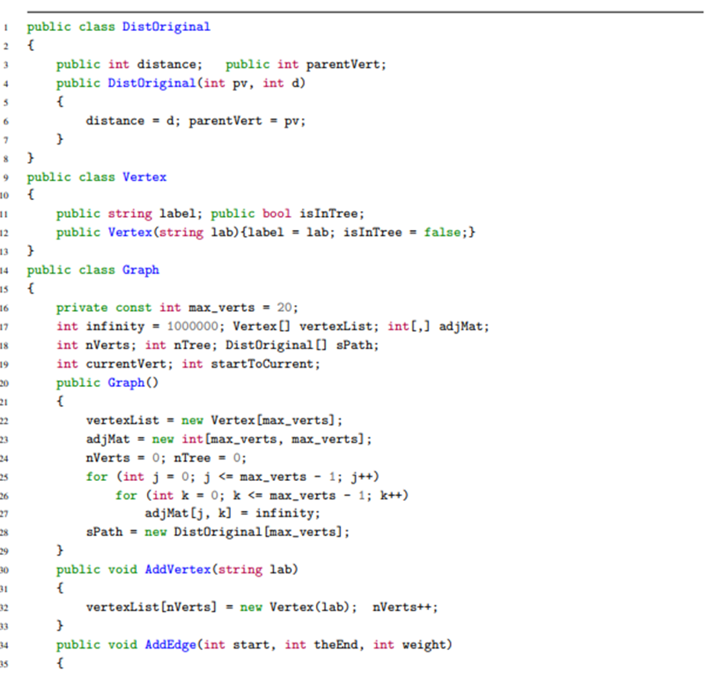 1 public class DistOriginal
2 {
3 public int distance; public int parentVert;
4 public DistOriginal(int pv, int d)
5 {
6 distance = d; parentVert = pv;
7 }
8 }
9 public class Vertex
10 {
11 public string label; public bool isInTree;
12 public Vertex(string lab){label = lab; isInTree = false;}
13 }
14 public class Graph
15 {
16 private const int max_verts = 20;
17 int infinity = 1000000; Vertex[] vertexList; int[,] adjMat;
18 int nVerts; int nTree; DistOriginal[] sPath;
19 int currentVert; int startToCurrent;
20 public Graph()
21 {
22 vertexList = new Vertex[max_verts];
23 adjMat = new int[max_verts, max_verts];
24 nVerts = 0; nTree = 0;
25 for (int j = 0; j <= max_verts - 1; j++)
26 for (int k = 0; k <= max_verts - 1; k++)
27 adjMat[j, k] = infinity;
28 sPath = new DistOriginal[max_verts];
29 }
30 public void AddVertex(string lab)
31 {
32 vertexList[nVerts] = new Vertex(lab); nVerts++;
33 }
34 public void AddEdge(int start, int theEnd, int weight)
35 {